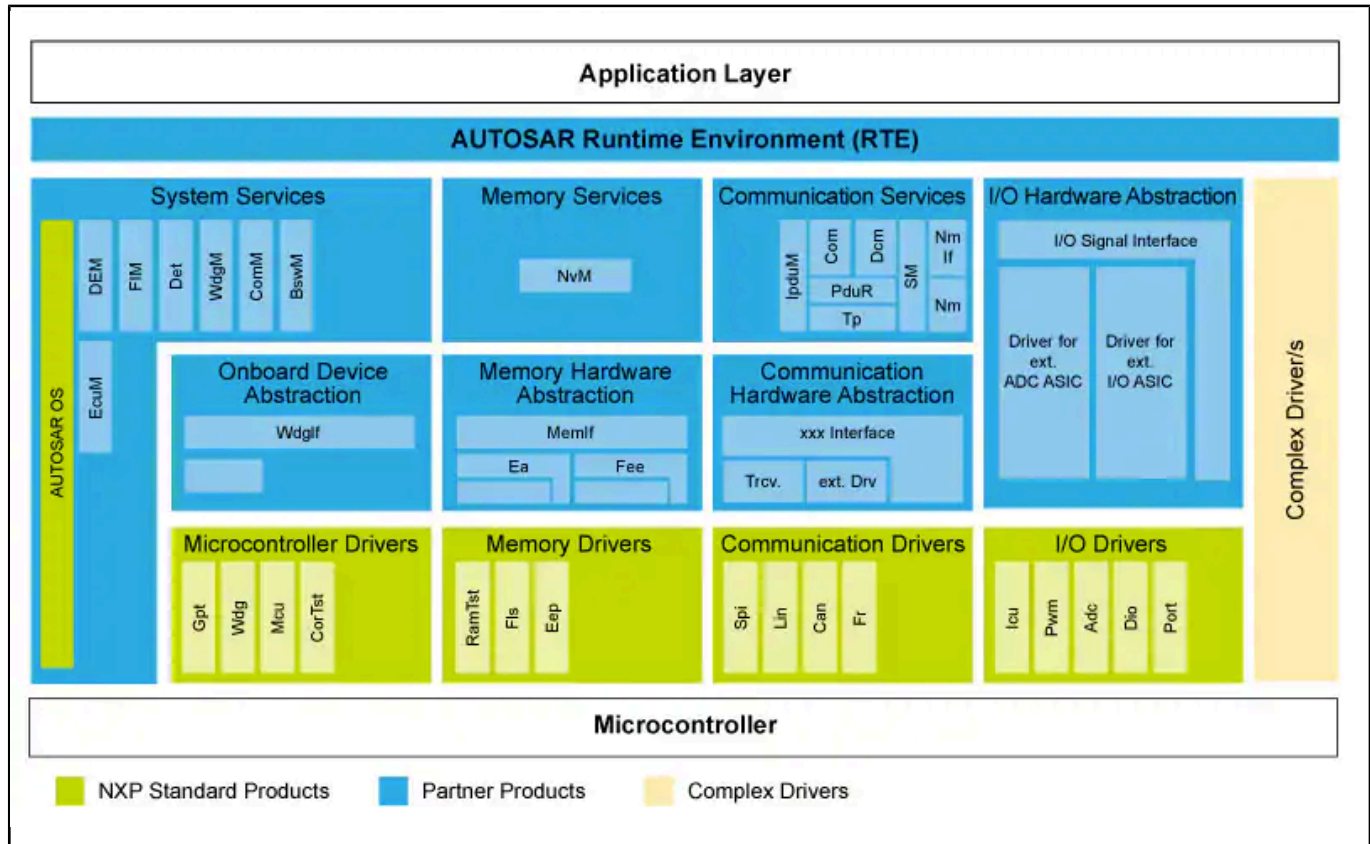 Application Layer
AUTOSAR Runtime Environment (RTE)
System Services
AUTOSAR OS
DEM
FIM
Det
WdgM
ComM
BswM
EcuM
Memory Services
NvM
Communication Services
IpduM
Com
Dcm
PduR
Tp
SM
Nm
If
Nm
I/O Hardware Abstraction
I/O Signal Interface
Driver for
ext.
ADC ASIC
Driver for
ext.
I/O ASIC
Complex Driver/s
Onboard Device
Abstraction
WdgIf
Memory Hardware
Abstraction
MemIf
Ea
Fee
Communication
Hardware Abstraction
xxx Interface
Trcv.
ext. Drv
Microcontroller Drivers
Gpt
Wdg
Mcu
CorTst
Memory Drivers
RamTst
Fls
Eep
Communication Drivers
Spi
Lin
Can
Fr
I/O Drivers
Icu
Pwm
Adc
Dio
Port
Microcontroller
NXP Standard Products
Partner Products
Complex Drivers